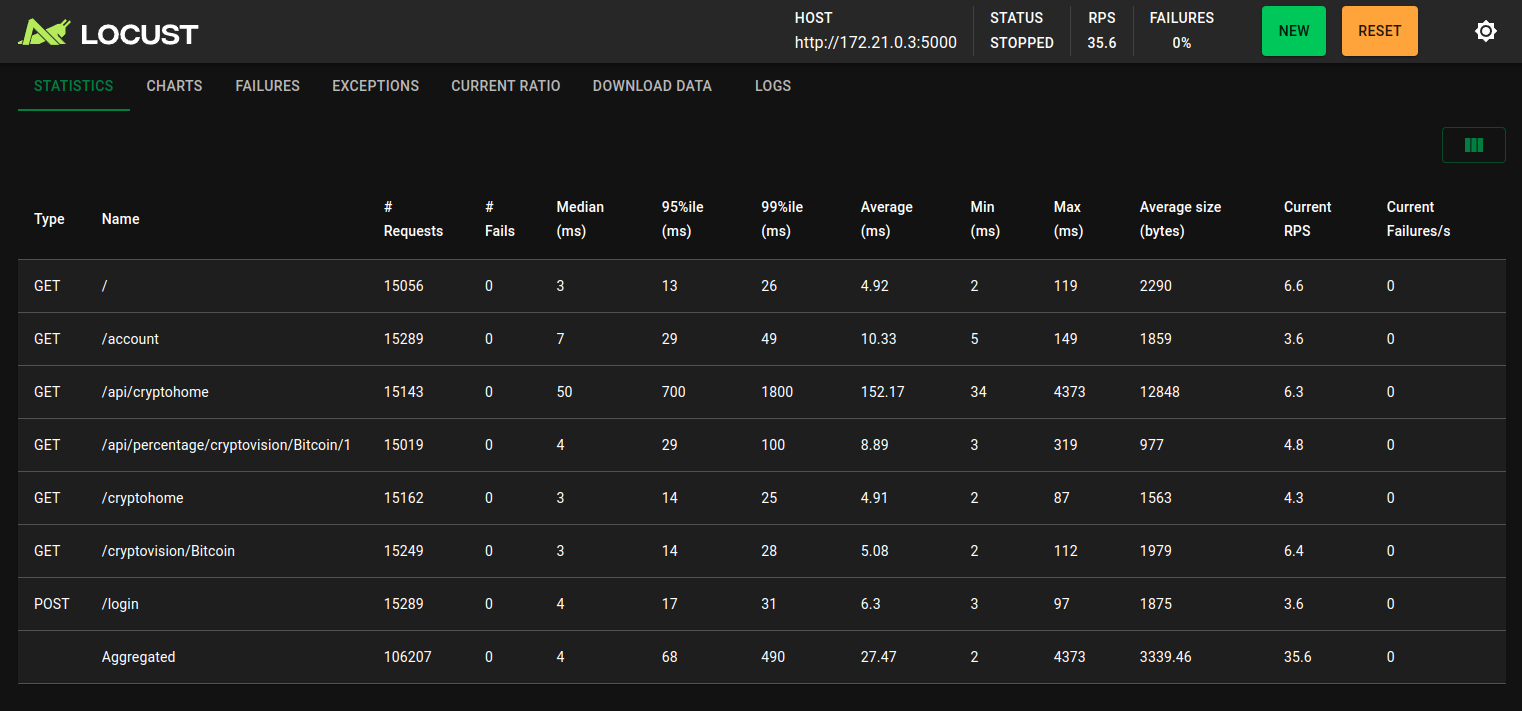 LOCUST
HOST
http://172.21.0.3:5000
STATUS
STOPPED
RPS
35.6
FAILURES
0%
NEW
RESET
STATISTICS CHARTS FAILURES EXCEPTIONS CURRENT RATIO DOWNLOAD DATA LOGS
Type Name # Requests # Fails Median (ms) 95%ile (ms) 99%ile (ms) Average (ms) Min (ms) Max (ms) Average size (bytes) Current RPS Current Failures/s
GET / 15056 0 3 13 26 4.92 2 119 2290 6.6 0
GET /account 15289 0 7 29 49 10.33 5 149 1859 3.6 0
GET /api/cryptohome 15143 0 50 700 1800 152.17 34 4373 12848 6.3 0
GET /api/percentage/cryptovision/Bitcoin/1 15019 0 4 29 100 8.89 3 319 977 4.8 0
GET /cryptohome 15162 0 3 14 25 4.91 2 87 1563 4.3 0
GET /cryptovision/Bitcoin 15249 0 3 14 28 5.08 2 112 1979 6.4 0
POST /login 15289 0 4 17 31 6.3 3 97 1875 3.6 0
Aggregated 106207 0 4 68 490 27.47 2 4373 3339.46 35.6 0